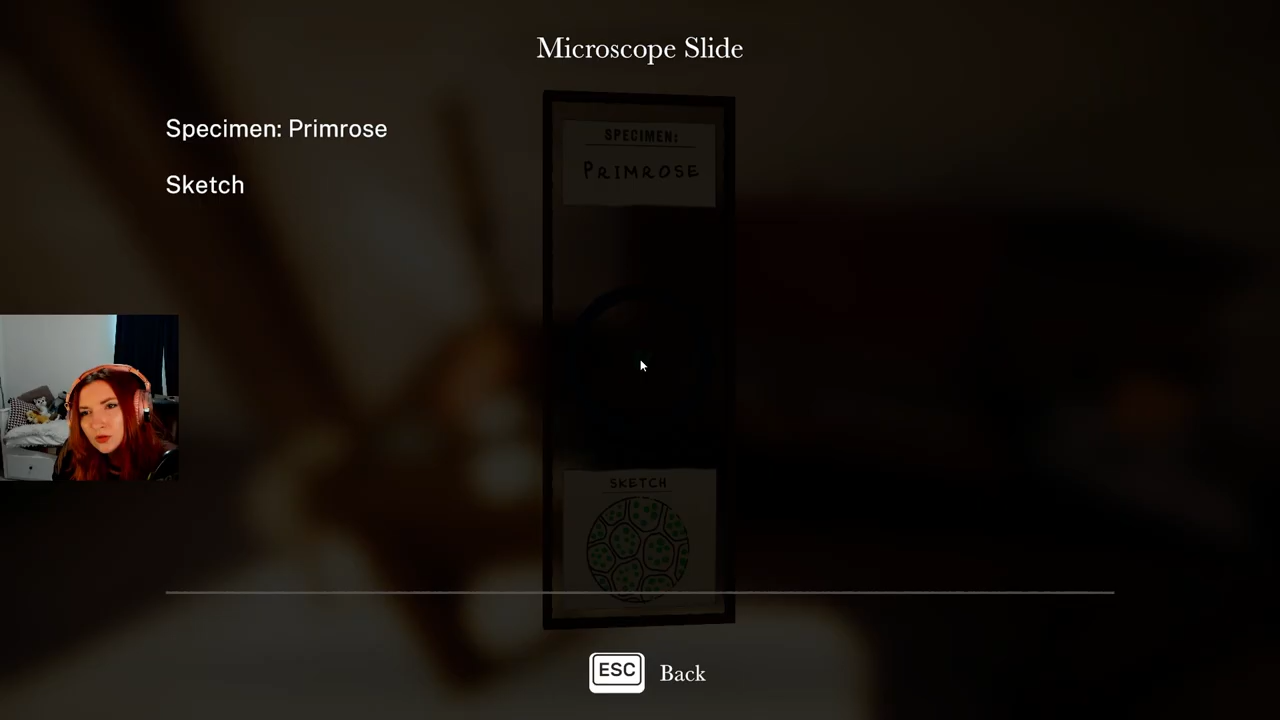 Microscope Slide
Specimen: Primrose
Sketch
SPECIMEN:
PRIMROSE
SKETCH
ESC Back